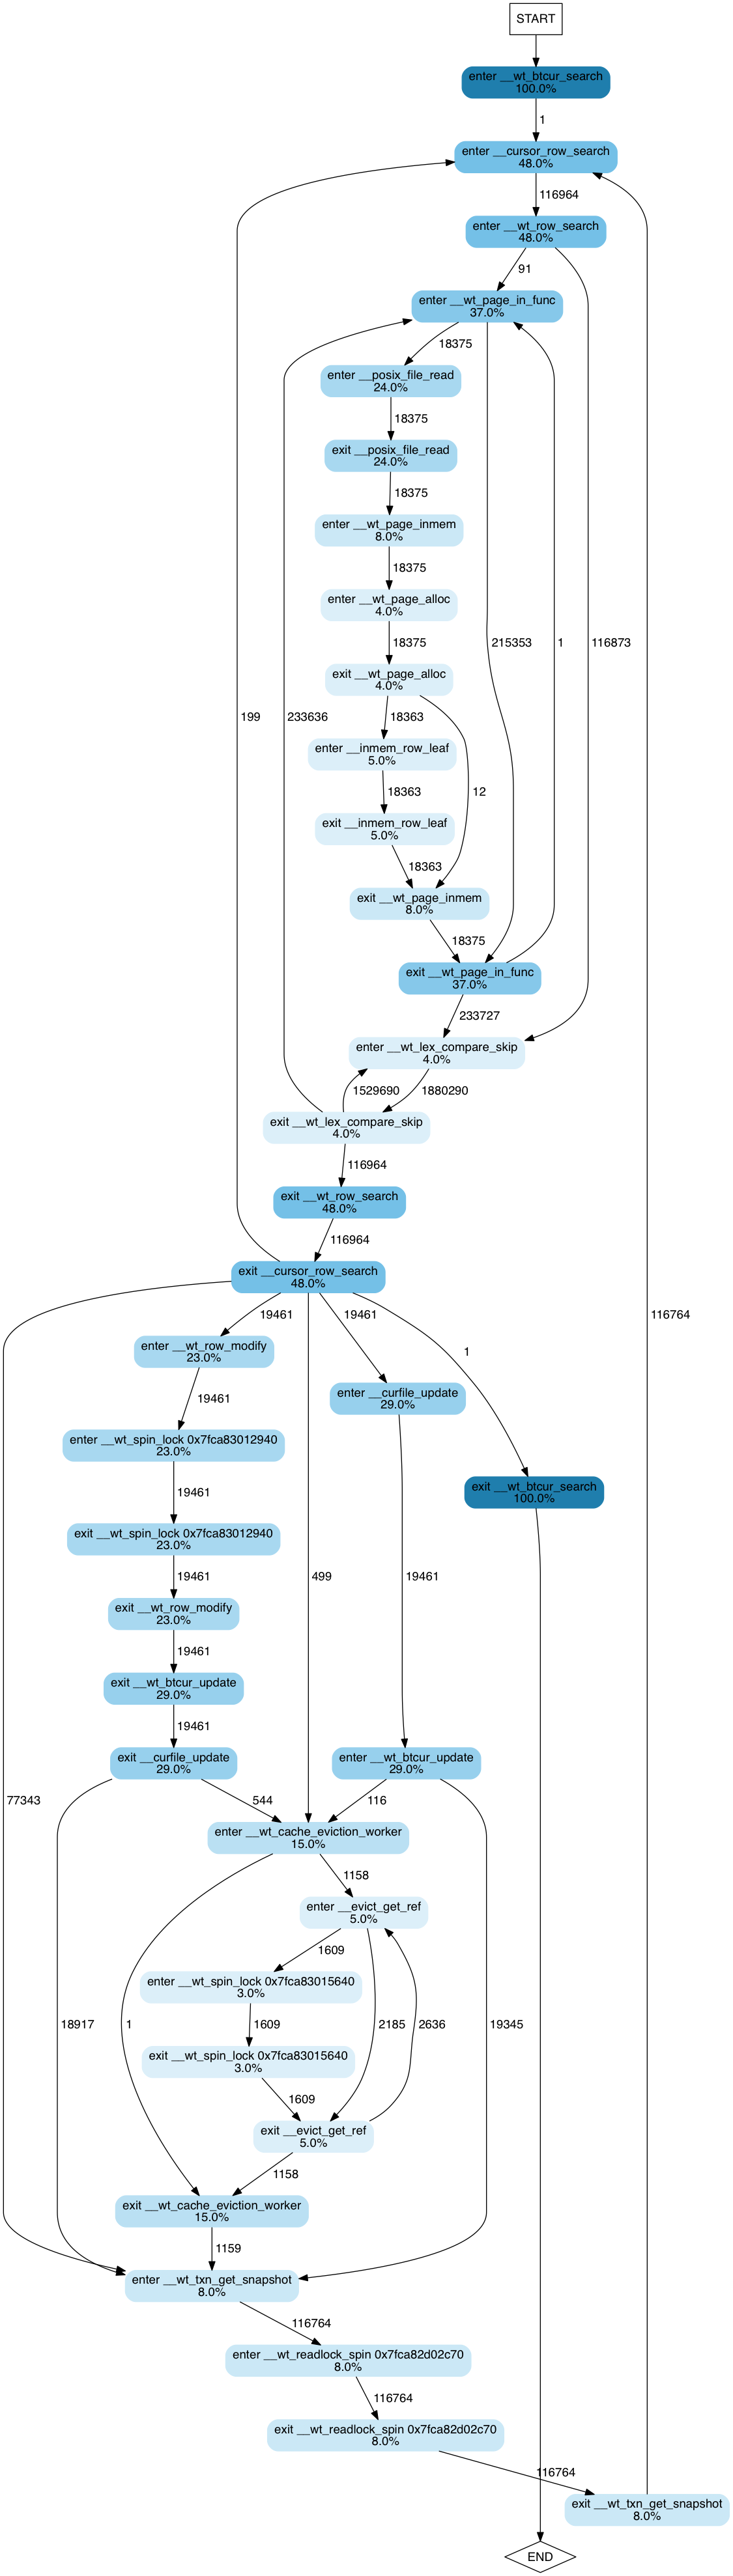 START
enter __wt_btcur_search
100.0%
1
enter __cursor_row_search
48.0%
116964
enter __wt_row_search
48.0%
91
enter __wt_page_in_func
37.0%
18375
enter __posix_file_read
24.0%
18375
exit __posix_file_read
24.0%
18375
enter __wt_page_inmem
8.0%
18375
enter __wt_page_alloc
4.0%
18375
215353
1
116873
exit __wt_page_alloc
4.0%
199
233636
18363
enter __inmem_row_leaf
5.0%
18363
12
exit __inmem_row_leaf
5.0%
18363
exit __wt_page_inmem
8.0%
18375
exit __wt_page_in_func
37.0%
233727
enter __wt_lex_compare_skip
4.0%
1529690
1880290
exit __wt_lex_compare_skip
4.0%
116964
exit __wt_row_search
48.0%
116964
exit __cursor_row_search
48.0%
19461
19461
116764
enter __wt_row_modify
23.0%
1
19461
enter __curfile_update
29.0%
enter __wt_spin_lock 0x7fca83012940
23.0%
19461
exit __wt_btcur_search
100.0%
exit __wt_spin_lock 0x7fca83012940
23.0%
19461
499
19461
exit __wt_row_modify
23.0%
19461
exit __wt_btcur_update
29.0%
19461
exit __curfile_update
29.0%
enter __wt_btcur_update
29.0%
77343
544
116
enter __wt_cache_eviction_worker
15.0%
1158
enter __evict_get_ref
5.0%
1609
enter __wt_spin_lock 0x7fca83015640
3.0%
18917
1
1609
2185
2636
19345
exit __wt_spin_lock 0x7fca83015640
3.0%
1609
exit __evict_get_ref
5.0%
1158
exit __wt_cache_eviction_worker
15.0%
1159
enter __wt_txn_get_snapshot
8.0%
116764
enter __wt_readlock_spin 0x7fca82d02c70
8.0%
116764
exit __wt_readlock_spin 0x7fca82d02c70
8.0%
116764
exit __wt_txn_get_snapshot
8.0%
END